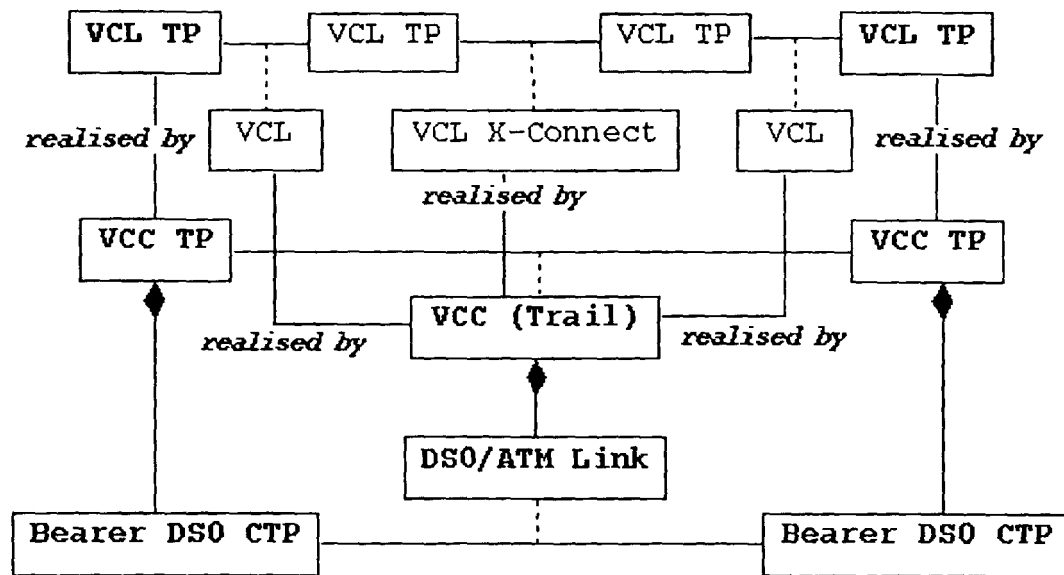 VCL TP
VCL TP
VCL TP
VCL TP
realised by
VCL
VCL X-Connect
VCL
realised by
realised by
VCC TP
VCC TP
VCC (Trail)
realised by
realised by
DS0/ATM Link
Bearer DS0 CTP
Bearer DS0 CTP